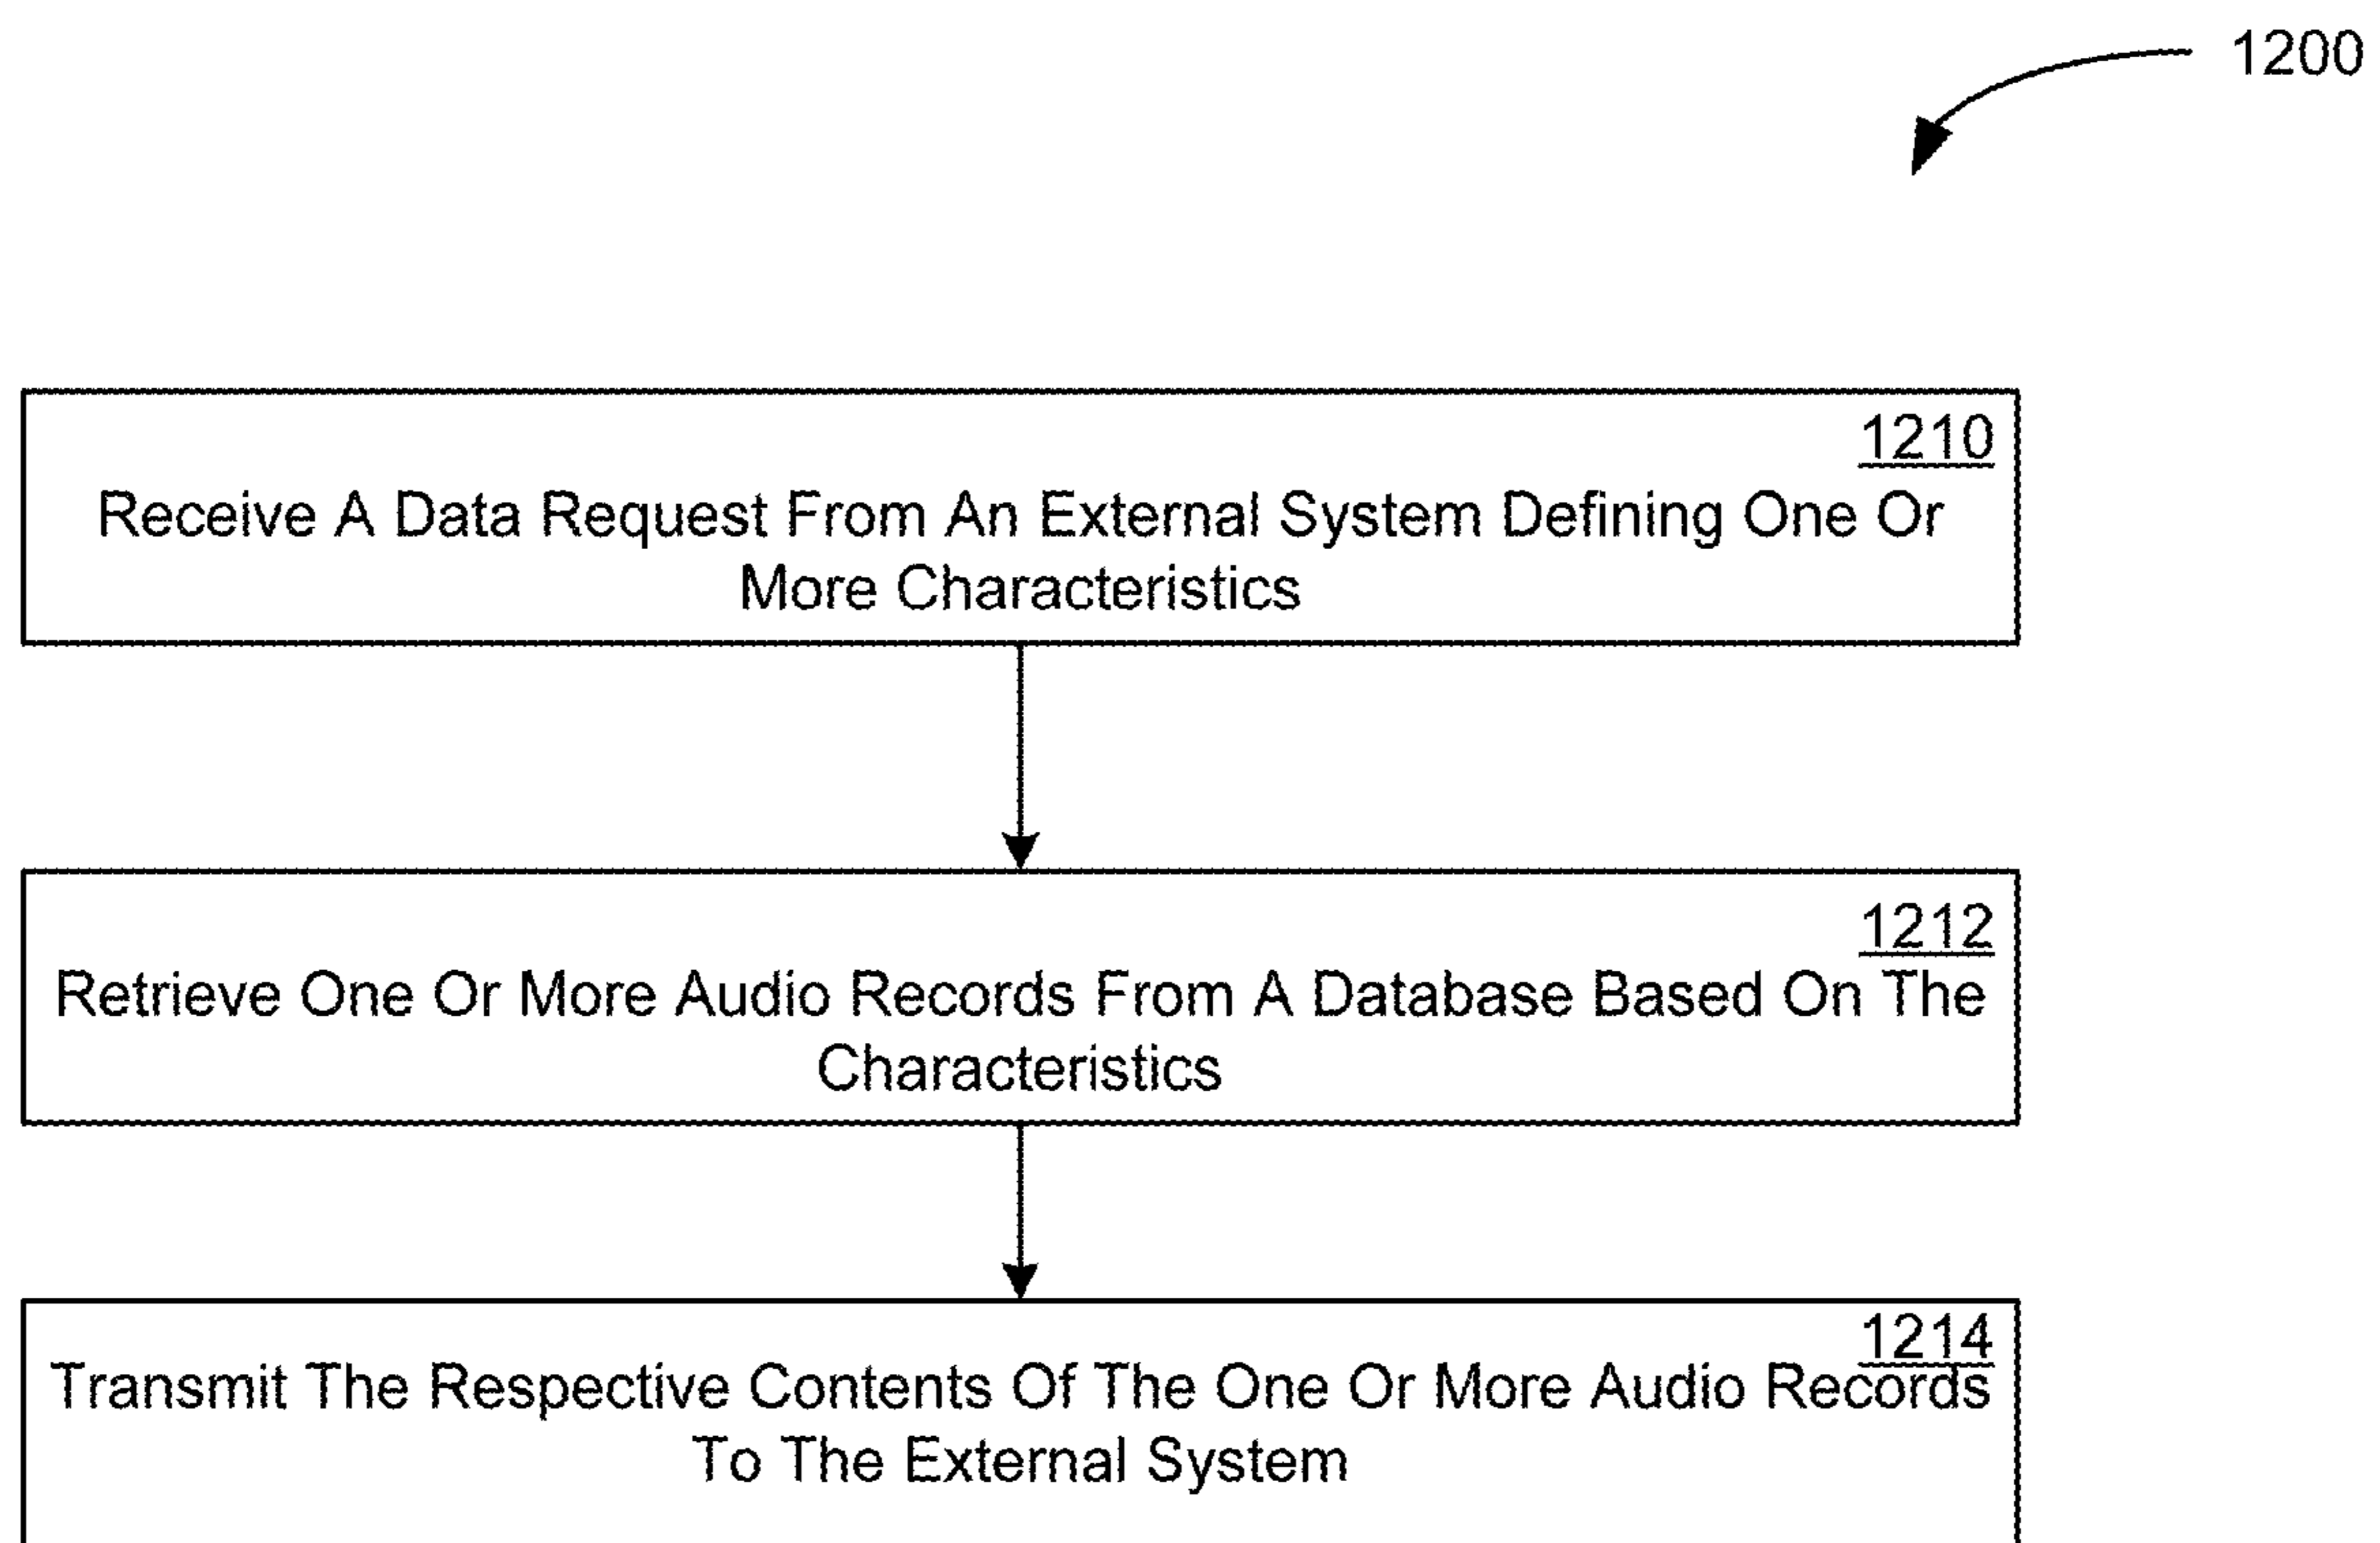 1200
1210
Receive A Data Request From An External System Defining One Or
More Characteristics
1212
Retrieve One Or More Audio Records From A Database Based On The
Characteristics
1214
Transmit The Respective Contents Of The One Or More Audio Records
To The External System